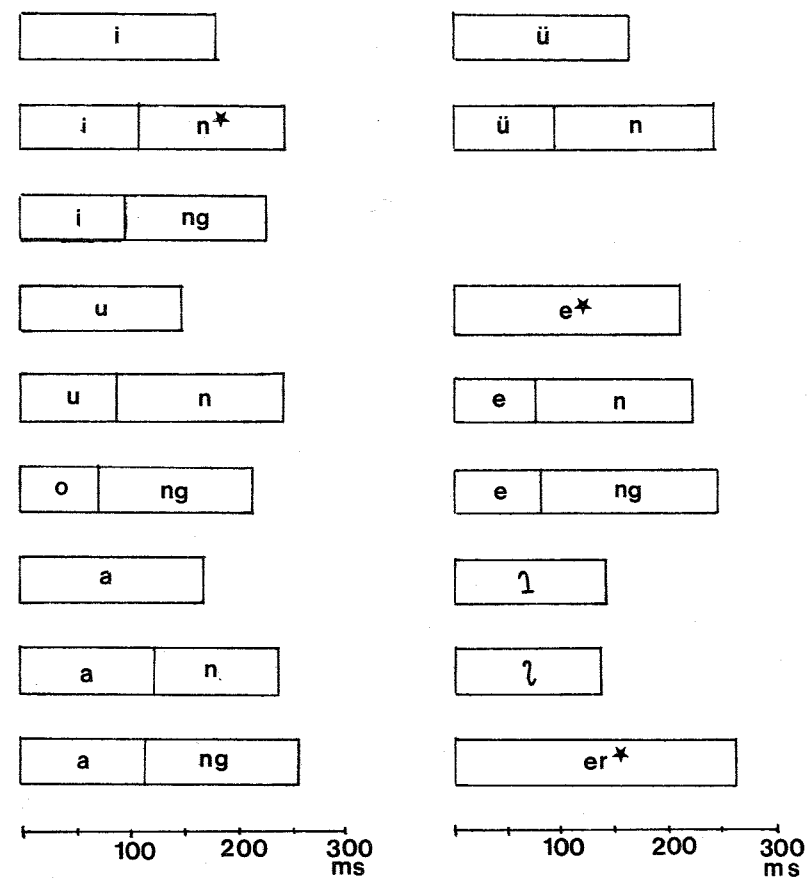 i ü
i n★ ü n
i ng
u e★
u n e n
o ng e ng
a ʅ
a n ɿ
a ng er★
100 200 300 100 200 300
ms ms